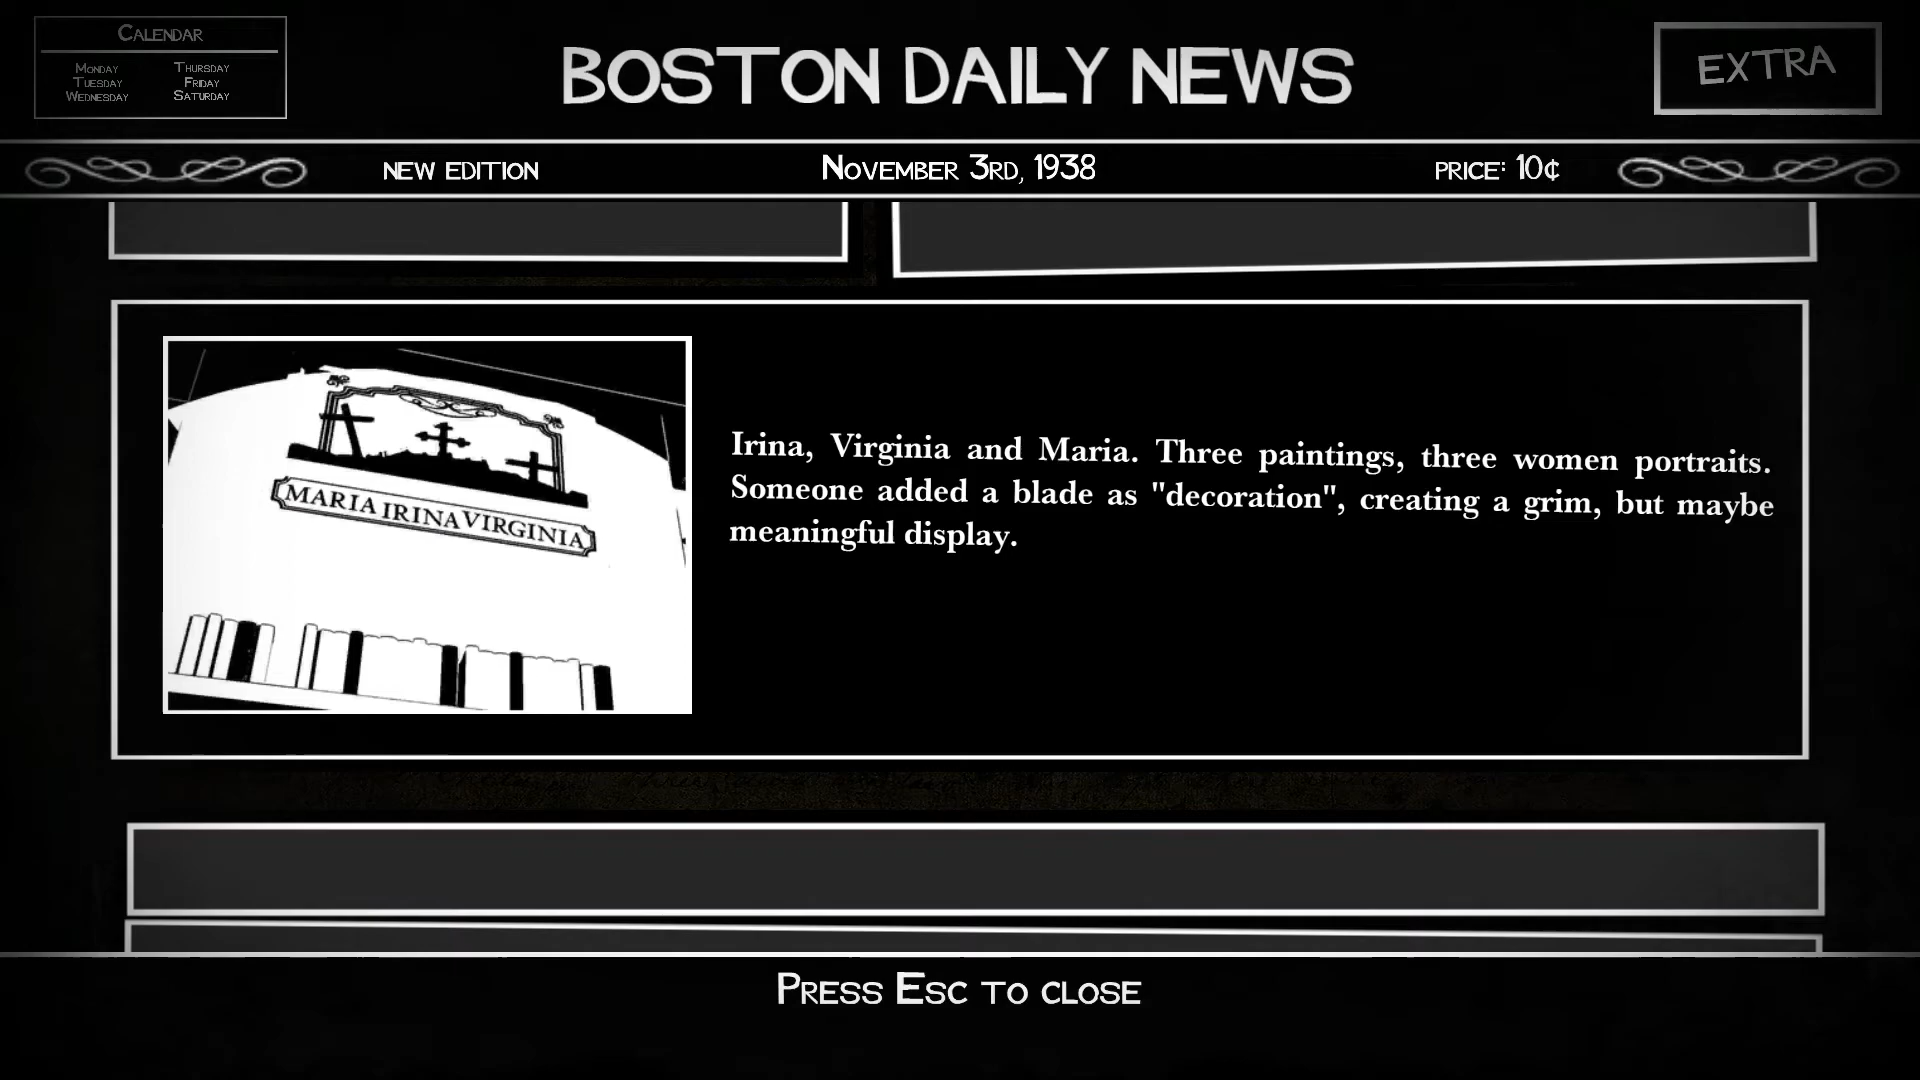 CALENDAR
MONDAY THURSDAY
TUESDAY FRIDAY
WEDNESDAY SATURDAY
BOSTON DAILY NEWS
EXTRA
NEW EDITION
NOVEMBER 3RD, 1938
PRICE: 10¢
MARIA IRINA VIRGINIA
Irina, Virginia and Maria. Three paintings, three women portraits.
Someone added a blade as "decoration", creating a grim, but maybe
meaningful display.
PRESS ESC TO CLOSE